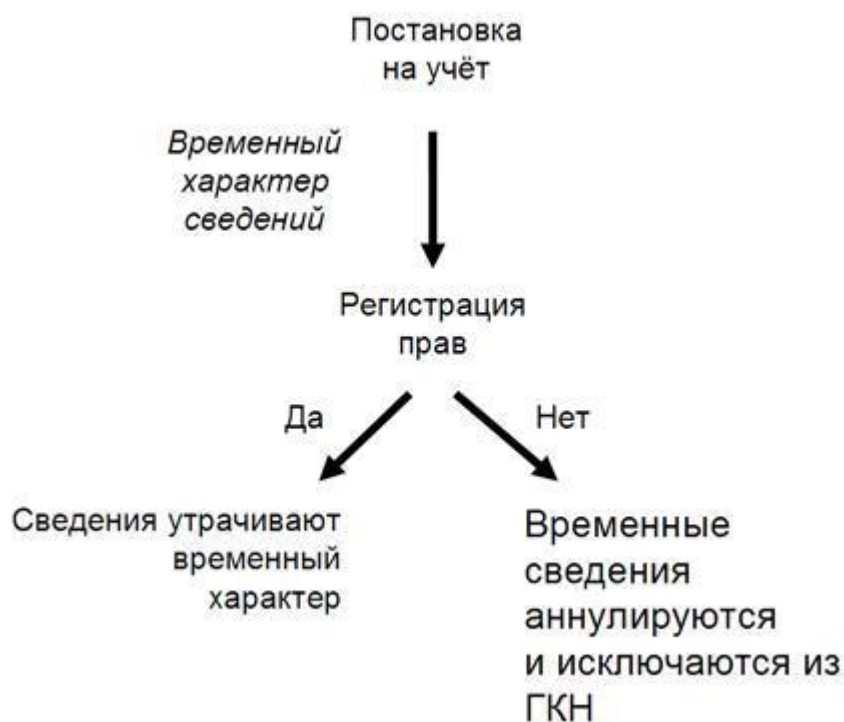 Постановка
на учёт
Временный
характер
сведений
Регистрация
прав
Да
Нет
Сведения утрачивают
временный
характер
Временные
сведения
аннулируются
и исключаются из
ГКН